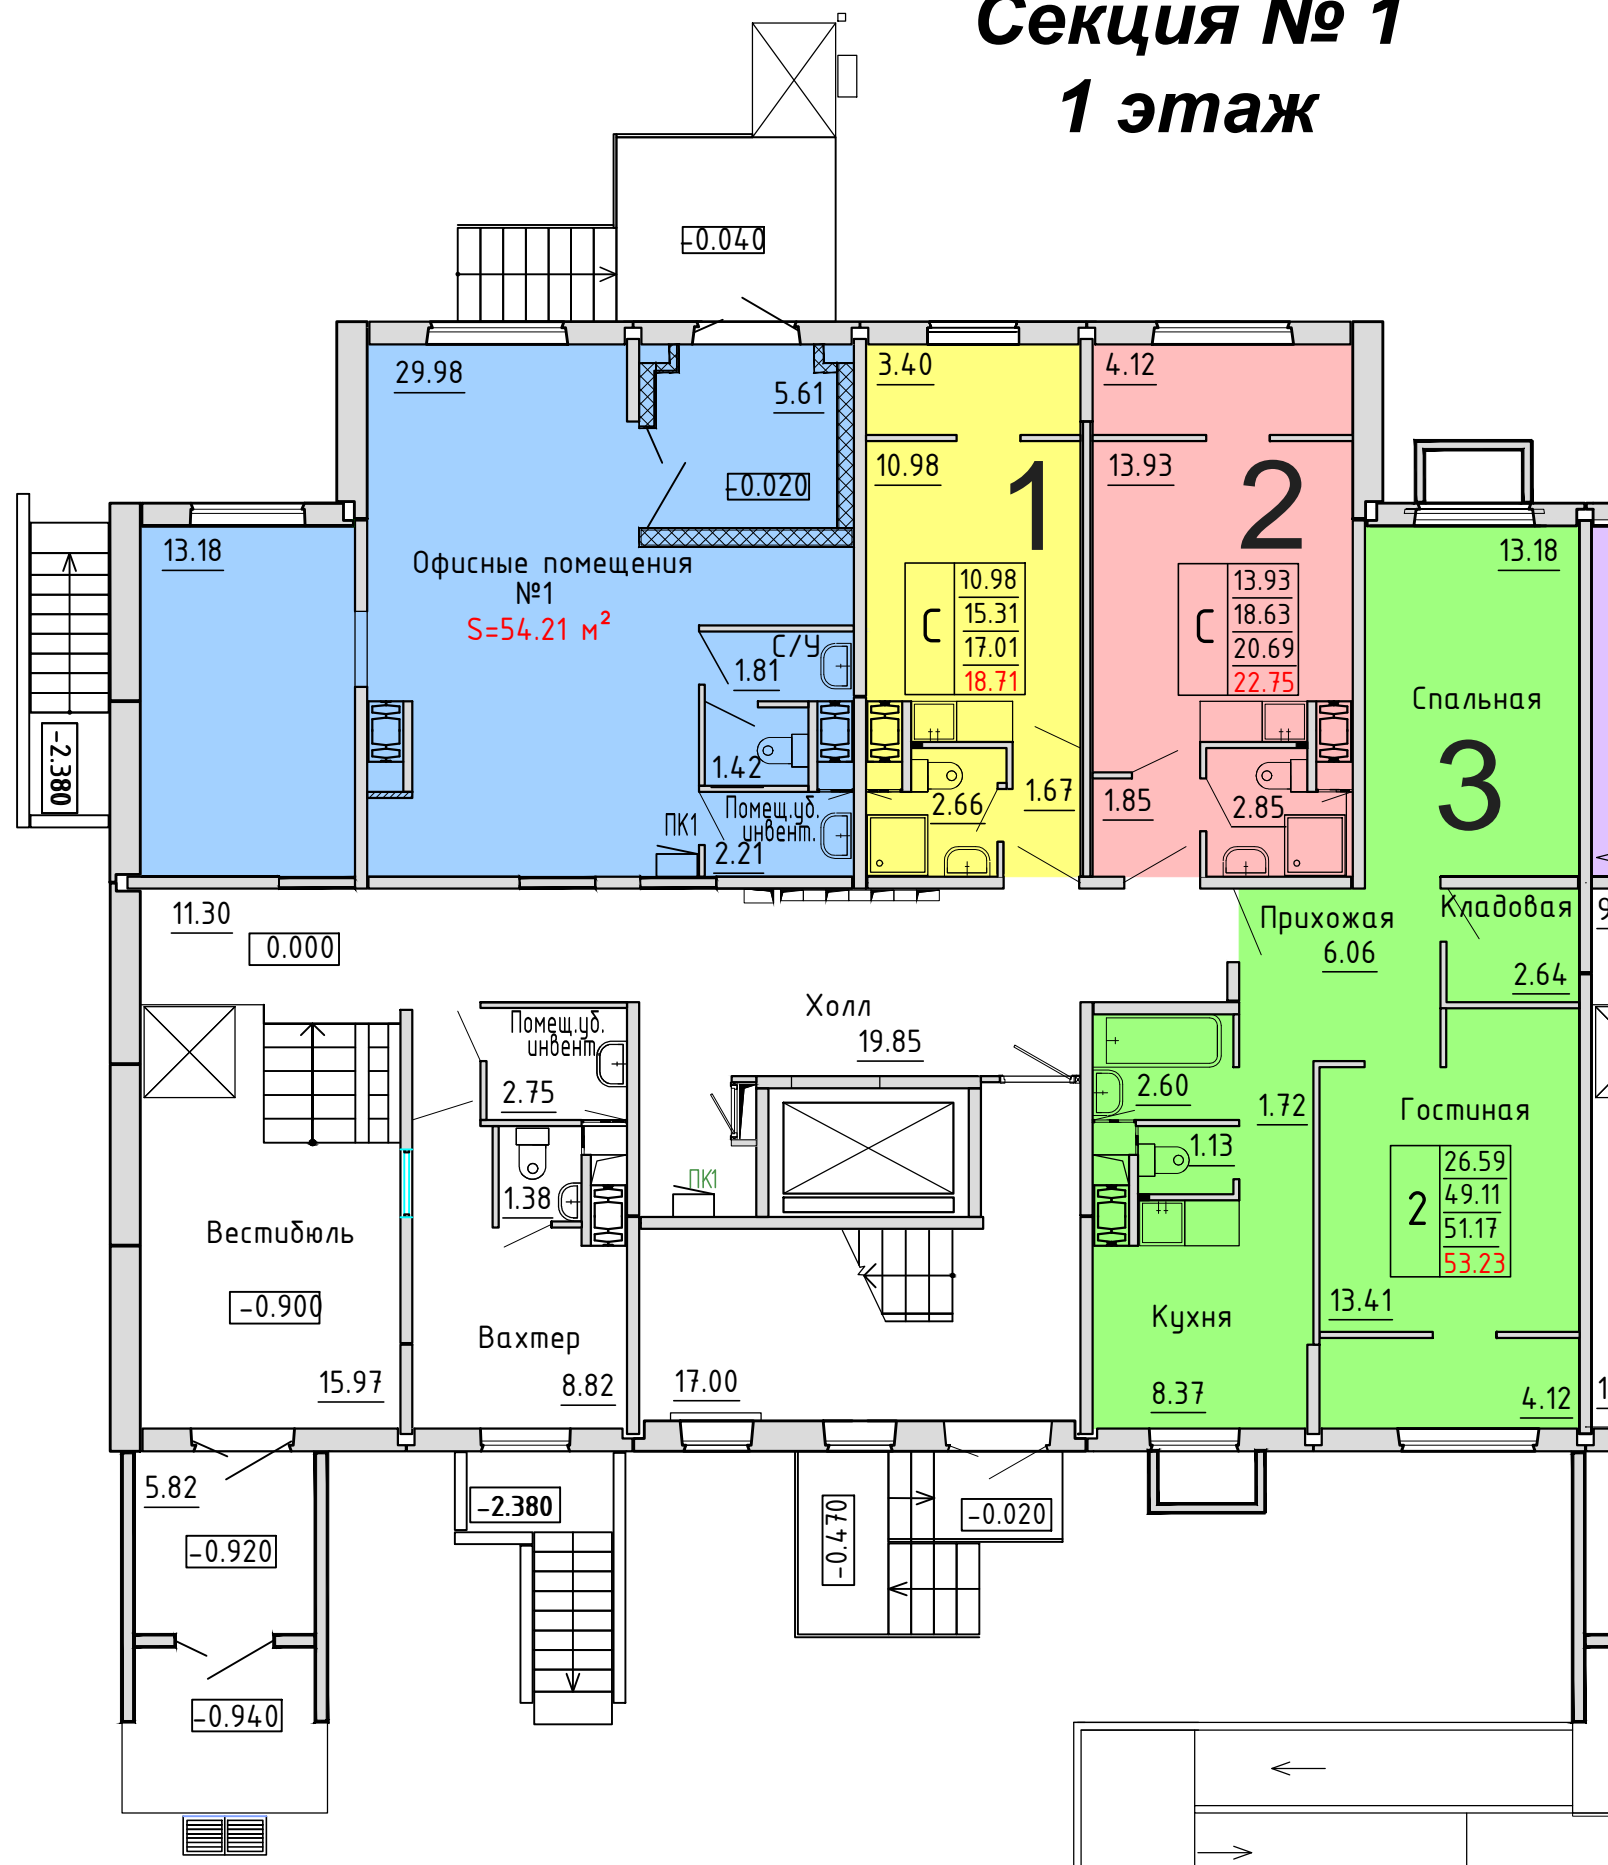 Секция № 1
1 этаж
-0.040
29.98
5.61
3.40
4.12
10.98
13.93
1
2
-0.020
13.18
13.18
Офисные помещения
№1
S=54.21 м²
С
10.98
15.31
17.01
18.71
С
13.93
18.63
20.69
22.75
С/У
1.81
Спальная
3
-2.380
1.42
2.66
1.67
1.85
2.85
Помещ.уб.
инвент.
ПК1
2.21
11.30
0.000
Прихожая
6.06
Кладовая
2.64
9
Холл
19.85
Помещ.уб.
инвент.
2.75
2.60
1.72
Гостиная
1.13
2
26.59
49.11
51.17
53.23
ПК1
1.38
Вестибюль
-0.900
13.41
Кухня
Вахтер
15.97
8.82
17.00
8.37
4.12
1
5.82
-2.380
-0.470
-0.020
-0.920
-0.940